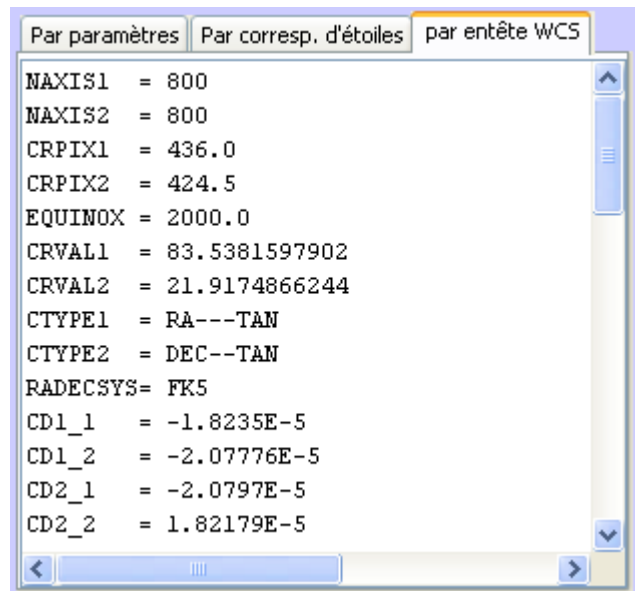 Par paramètres Par corresp. d'étoiles par entête WCS
NAXIS1 = 800
NAXIS2 = 800
CRPIX1 = 436.0
CRPIX2 = 424.5
EQUINOX = 2000.0
CRVAL1 = 83.5381597902
CRVAL2 = 21.9174866244
CTYPE1 = RA---TAN
CTYPE2 = DEC--TAN
RADECSYS= FK5
CD1_1 = -1.8235E-5
CD1_2 = -2.07776E-5
CD2_1 = -2.0797E-5
CD2_2 = 1.82179E-5